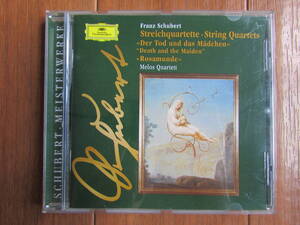 Franz Schubert
Streichquartette · String Quartets
»Der Tod und das Mädchen«
"Death and the Maiden"
»Rosamunde«
Melos Quartett
SCHUBERT · MEISTERWERKE
Schubert